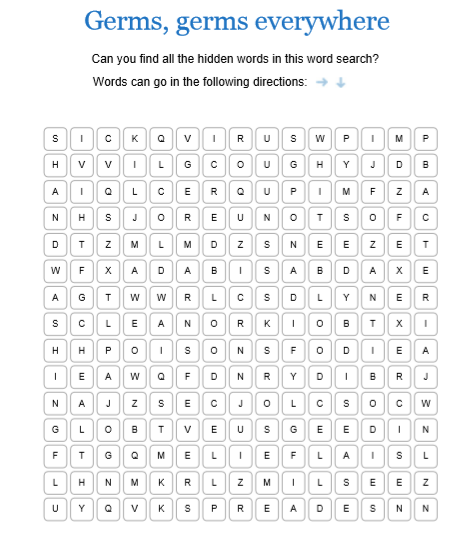 Germs, germs everywhere
Can you find all the hidden words in this word search?
Words can go in the following directions:
S I C K Q V I R U S W P I M P
H V V I L G C O U G H Y J D B
A I Q L C E R Q U P I M F Z A
N H S J O R E U N O T S O F C
D T Z M L M D Z S N E E Z E T
W F X A D A B I S A B D A X E
A G T W W R L C S D L Y N E R
S C L E A N O R K I O B T X I
H H P O I S O N S F O D I E A
I E A W Q F D N R Y D I B R J
N A J Z S E C J O L C S O C W
G L O B T V E U S G E E D I N
F T G Q M E L I E F L A I S L
L H N M K R L Z M I L S E E Z
U Y Q V K S P R E A D E S N N